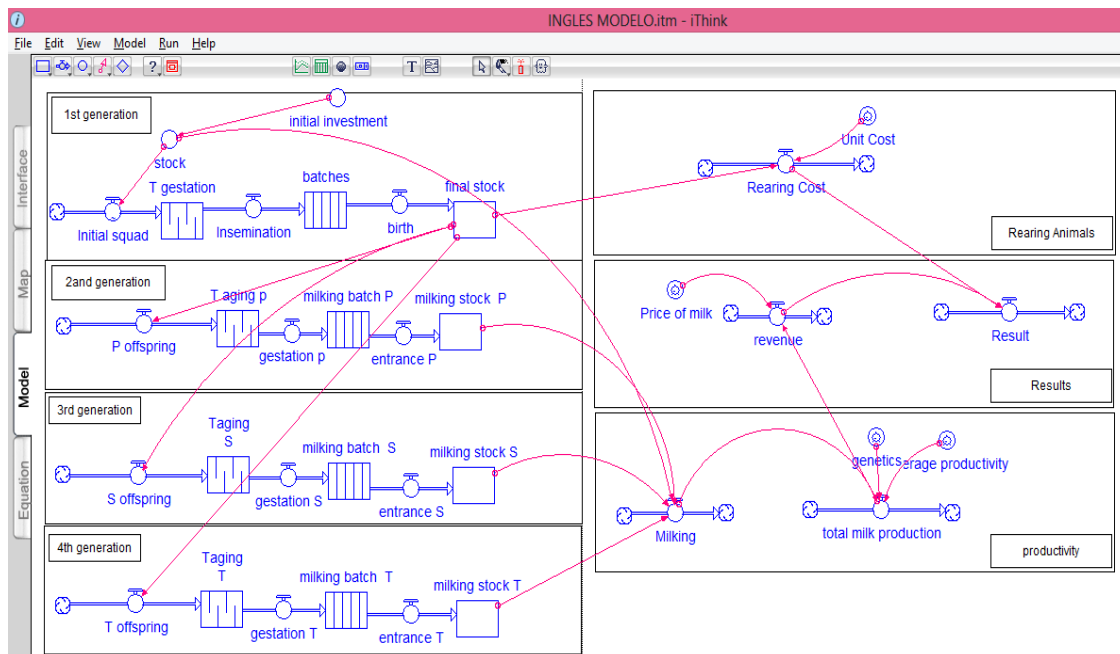 INGLES MODELO.itm - iThink
File Edit View Model Run Help
Interface
Map
Model
Equation
1st generation
initial investment
stock
T gestation
batches
final stock
Initial squad
Insemination
birth
2and generation
T aging p
milking batch P
milking stock P
P offspring
gestation p
entrance P
3rd generation
Taging
S
milking batch S
milking stock S
S offspring
gestation S
entrance S
4th generation
Taging
T
milking batch T
milking stock T
T offspring
gestation T
entrance T
Unit Cost
Rearing Cost
Rearing Animals
Price of milk
revenue
Result
Results
genetics
erage productivity
Milking
total milk production
productivity